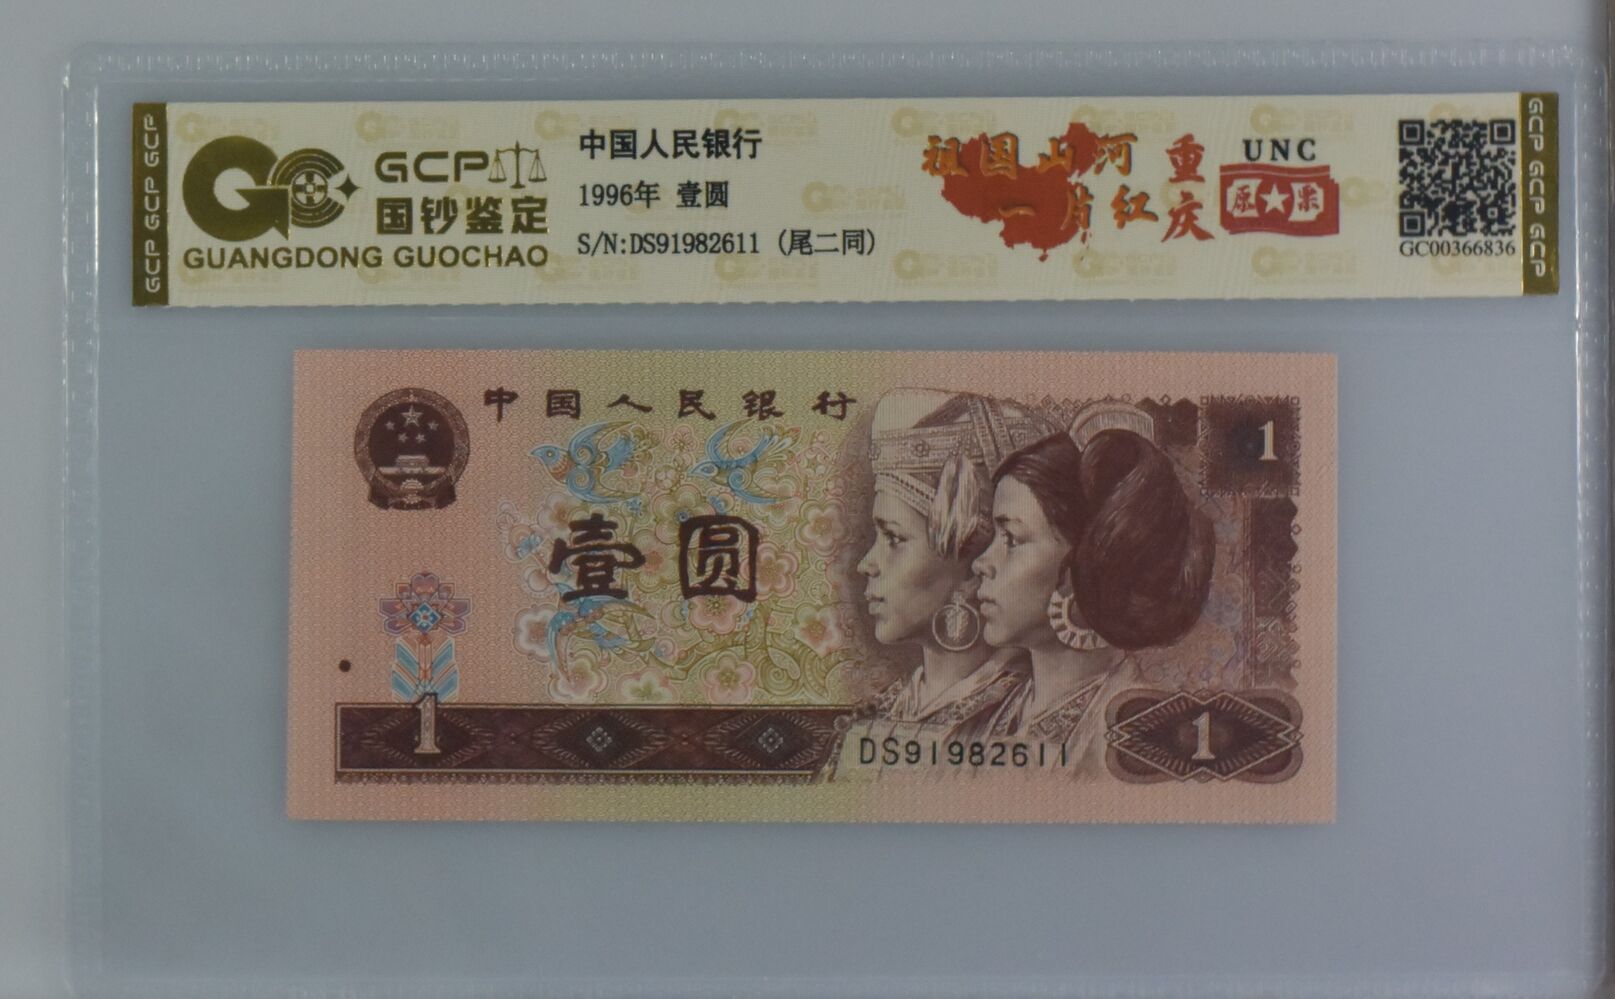 GCP GCP GCP
GCP
国钞鉴定
GUANGDONG GUOCHAO
中国人民银行
1996年 壹圆
S/N:DS91982611 (尾二同)
祖国山河
一片红
重庆
UNC
原票
GC00366836
GCP GCP GCP GCP
中国人民银行
1
壹圆
1
DS91982611
1